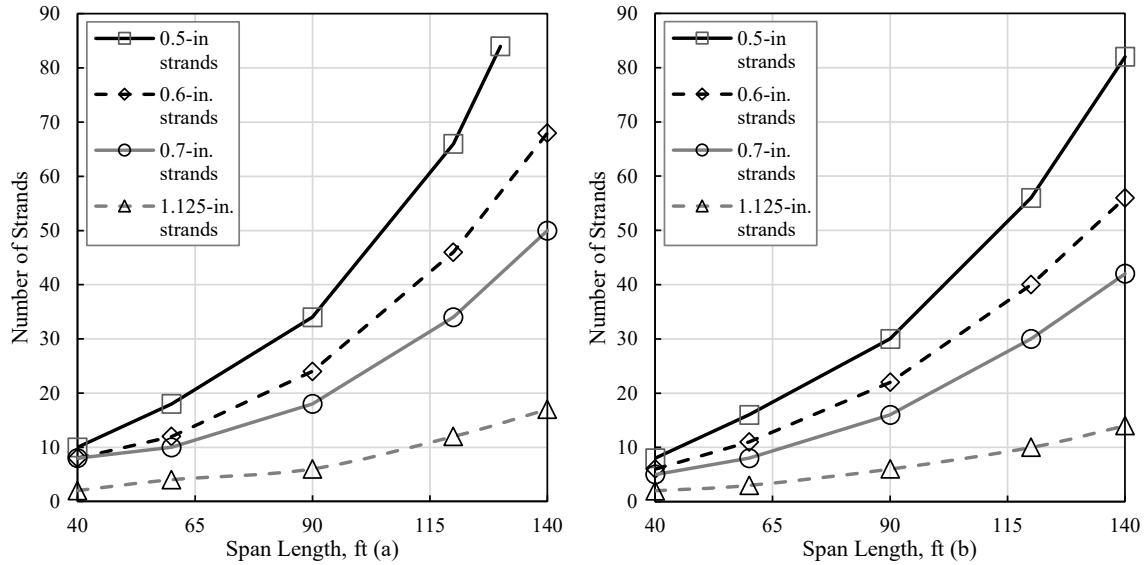 90
80
70
60
50
40
30
20
10
0
Number of Strands
0.5-in
strands
0.6-in.
strands
0.7-in.
strands
1.125-in.
strands
40
65
90
115
140
Span Length, ft (a)
90
80
70
60
50
40
30
20
10
0
Number of Strands
0.5-in
strands
0.6-in.
strands
0.7-in.
strands
1.125-in.
strands
40
65
90
115
140
Span Length, ft (b)